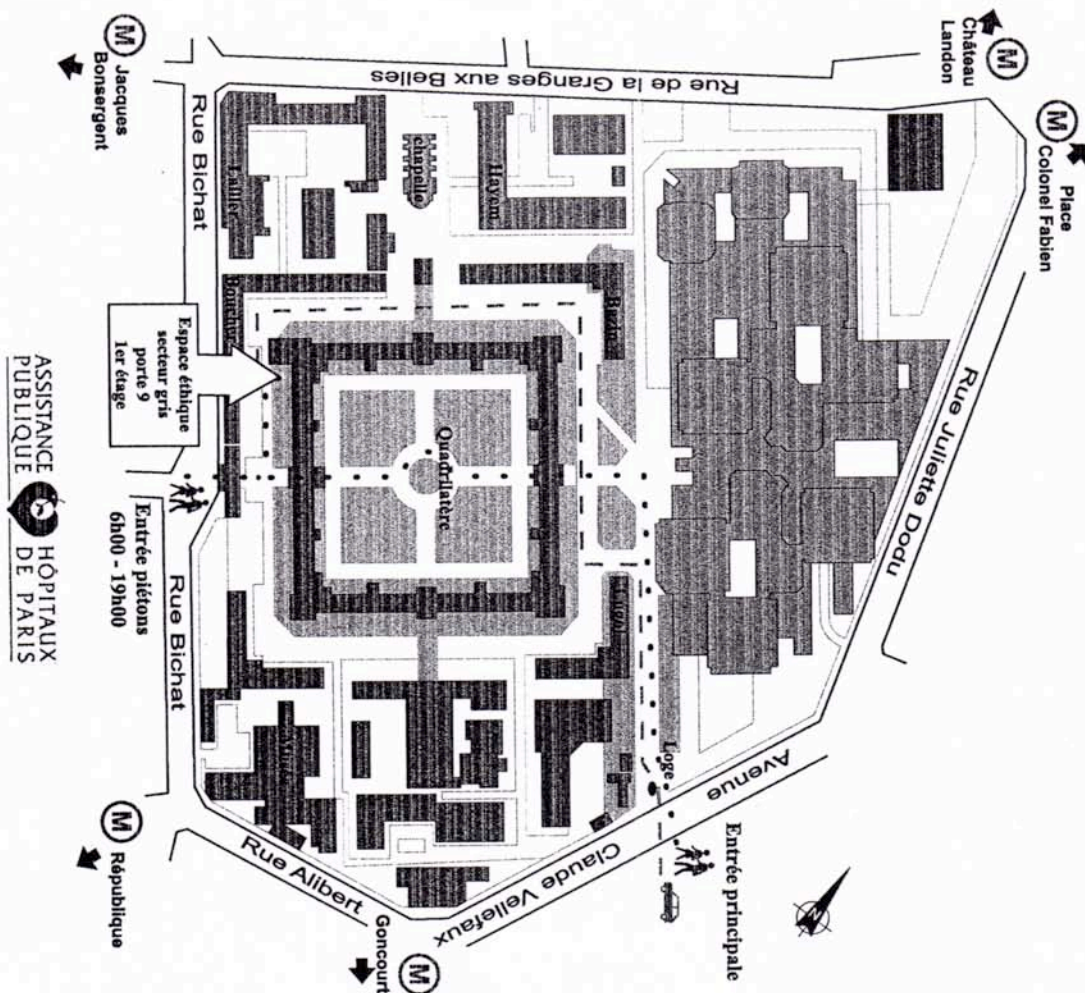 Château
Landon
M
M
Place
Colonel Fabien
M
Jacques
Bonsergent
Rue de la Granges aux Belles
Rue Bichat
Lailler
chapelle
Hayem
Bazin
Quadrilatère
Espace éthique
secteur gris
porte 9
1er étage
Rue Juliette Dodu
Lugol
Loge
Avenue Claude Vellefaux
Entrée principale
Entrée piétons
6h00 - 19h00
Rue Bichat
Rue Alibert
M
République
Goncourt
M
ASSISTANCE HÔPITAUX
PUBLIQUE DE PARIS